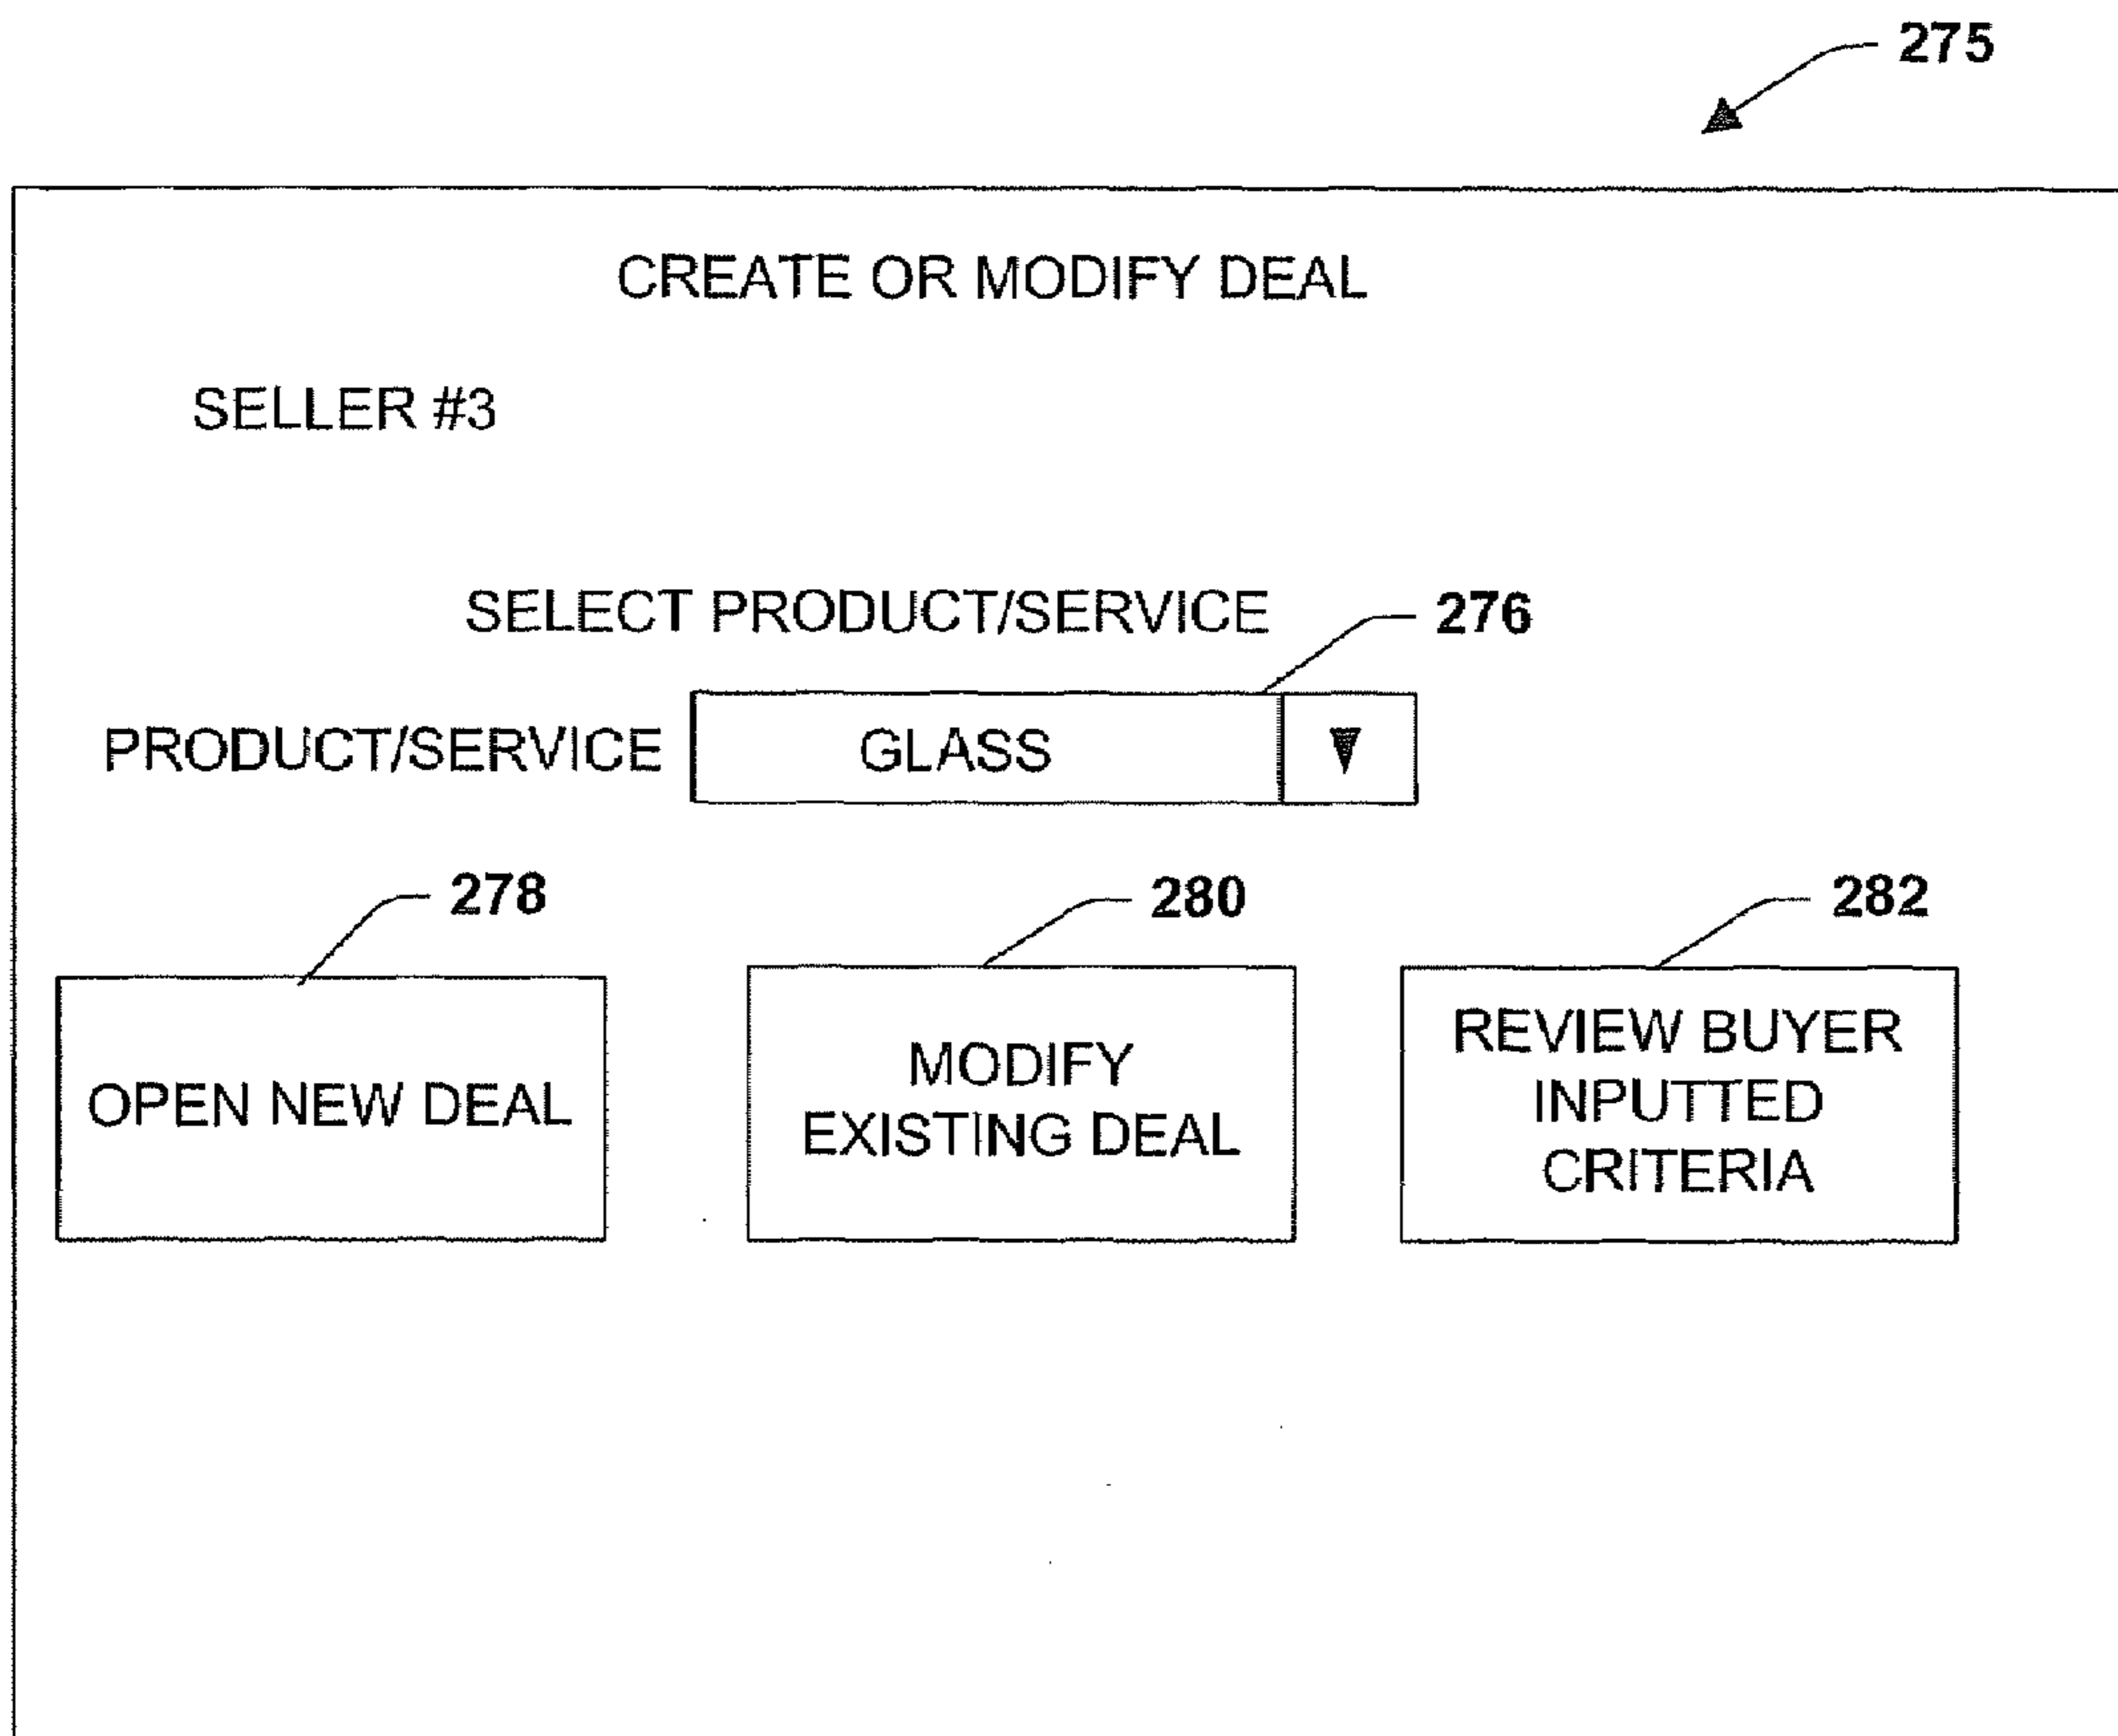 275
CREATE OR MODIFY DEAL
SELLER #3
SELECT PRODUCT/SERVICE
276
PRODUCT/SERVICE GLASS
278
280
282
OPEN NEW DEAL
MODIFY
EXISTING DEAL
REVIEW BUYER
INPUTTED
CRITERIA